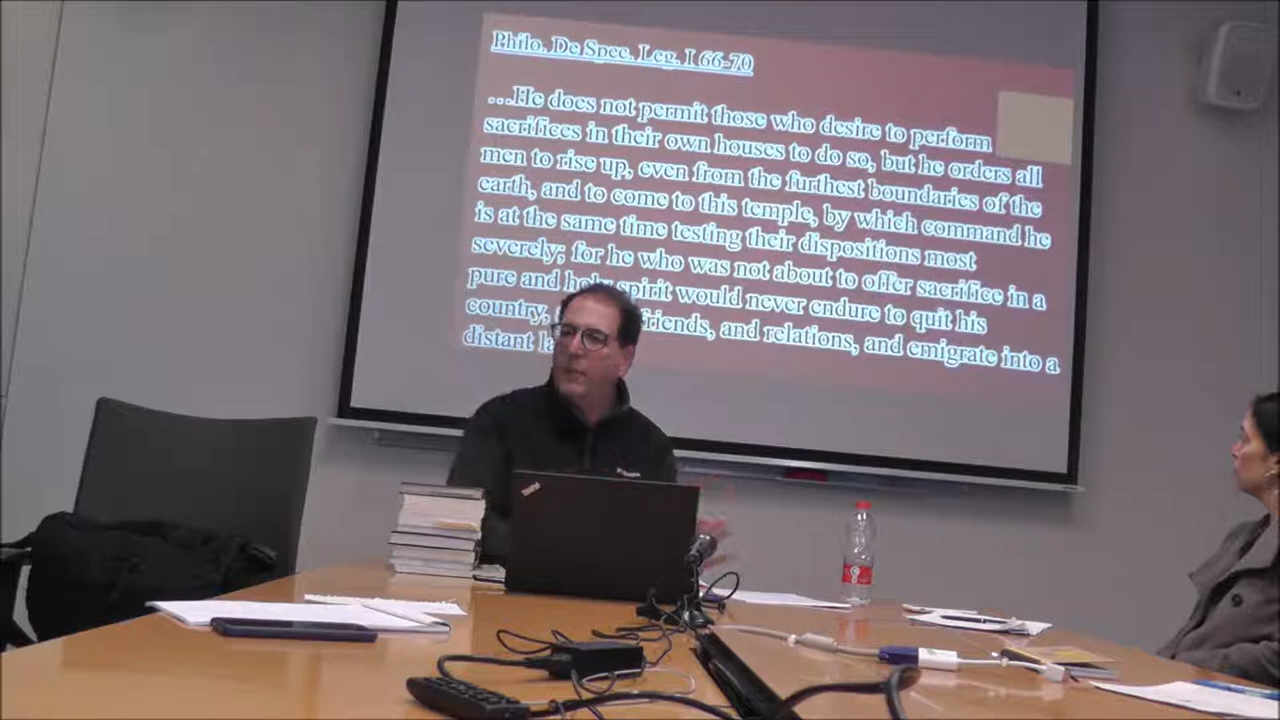 Philo. De Spec. Leg. I 66-70
…He does not permit those who desire to perform
sacrifices in their own houses to do so, but he orders all
men to rise up, even from the furthest boundaries of the
earth, and to come to this temple, by which command he
is at the same time testing their dispositions most
severely; for he who was not about to offer sacrifice in a
pure and holy spirit would never endure to quit his
country, friends, and relations, and emigrate into a
distant
ThinkPad